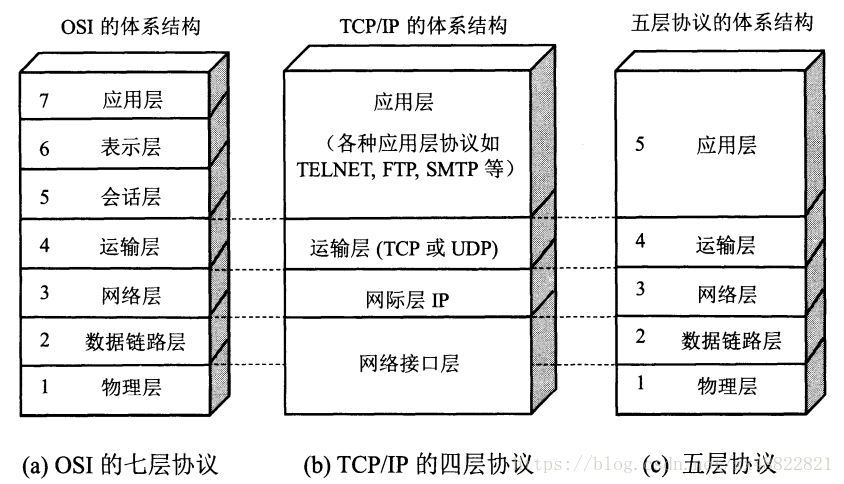 OSI 的体系结构
TCP/IP 的体系结构
五层协议的体系结构
7 应用层
6 表示层
5 会话层
4 运输层
3 网络层
2 数据链路层
1 物理层
应用层
(各种应用层协议如
TELNET, FTP, SMTP 等)
运输层 (TCP 或 UDP)
网际层 IP
网络接口层
5 应用层
4 运输层
3 网络层
2 数据链路层
1 物理层
(a) OSI 的七层协议
(b) TCP/IP 的四层协议
(c) 五层协议